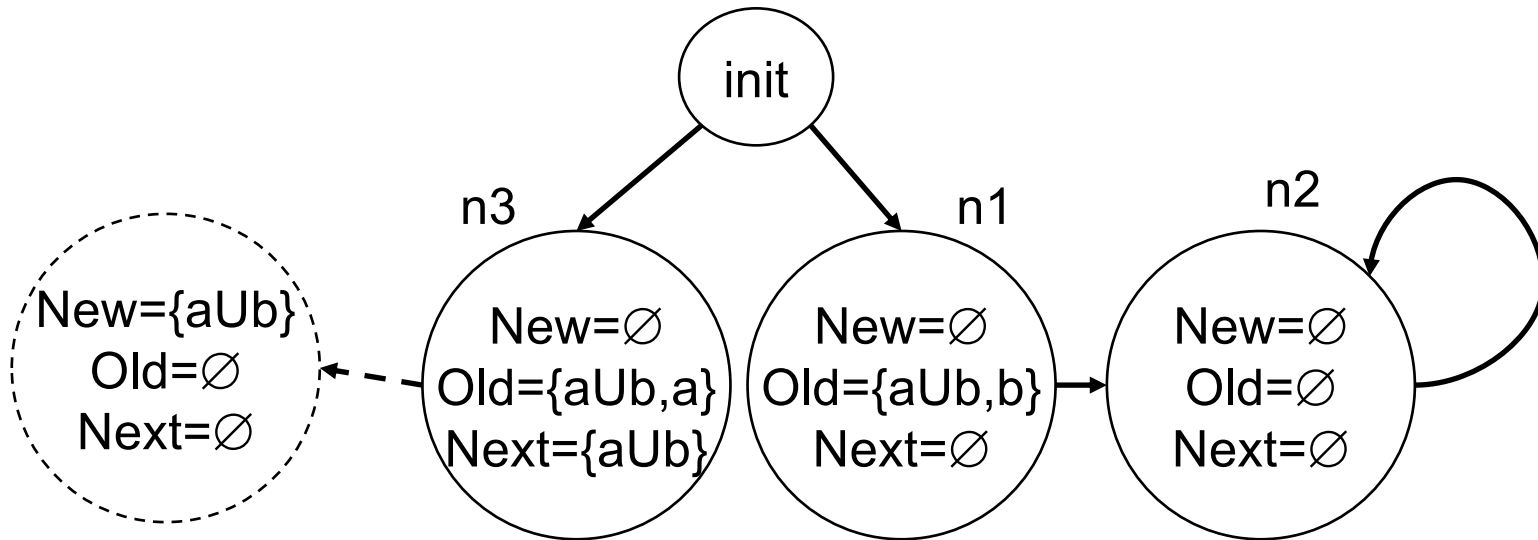 init
n3
n1
n2
New={aUb}
Old=∅
Next=∅
New=∅
Old={aUb,a}
Next={aUb}
New=∅
Old={aUb,b}
Next=∅
New=∅
Old=∅
Next=∅